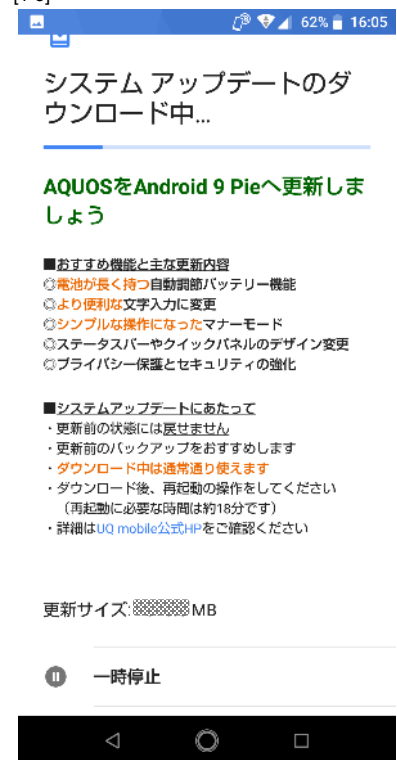 [・3]
62% 16:05
システム アップデートのダ
ウンロード中...
AQUOSをAndroid 9 Pieへ更新しま
しょう
■おすすめ機能と主な更新内容
◎電池が長く持つ自動調節バッテリー機能
◎より便利な文字入力に変更
◎シンプルな操作になったマナーモード
◎ステータスバーやクイックパネルのデザイン変更
◎プライバシー保護とセキュリティの強化
■システムアップデートにあたって
・更新前の状態には戻せません
・更新前のバックアップをおすすめします
・ダウンロード中は通常通り使えます
・ダウンロード後、再起動の操作をしてください
（再起動に必要な時間は約18分です）
・詳細はUQ mobile公式HPをご確認ください
更新サイズ: MB
一時停止